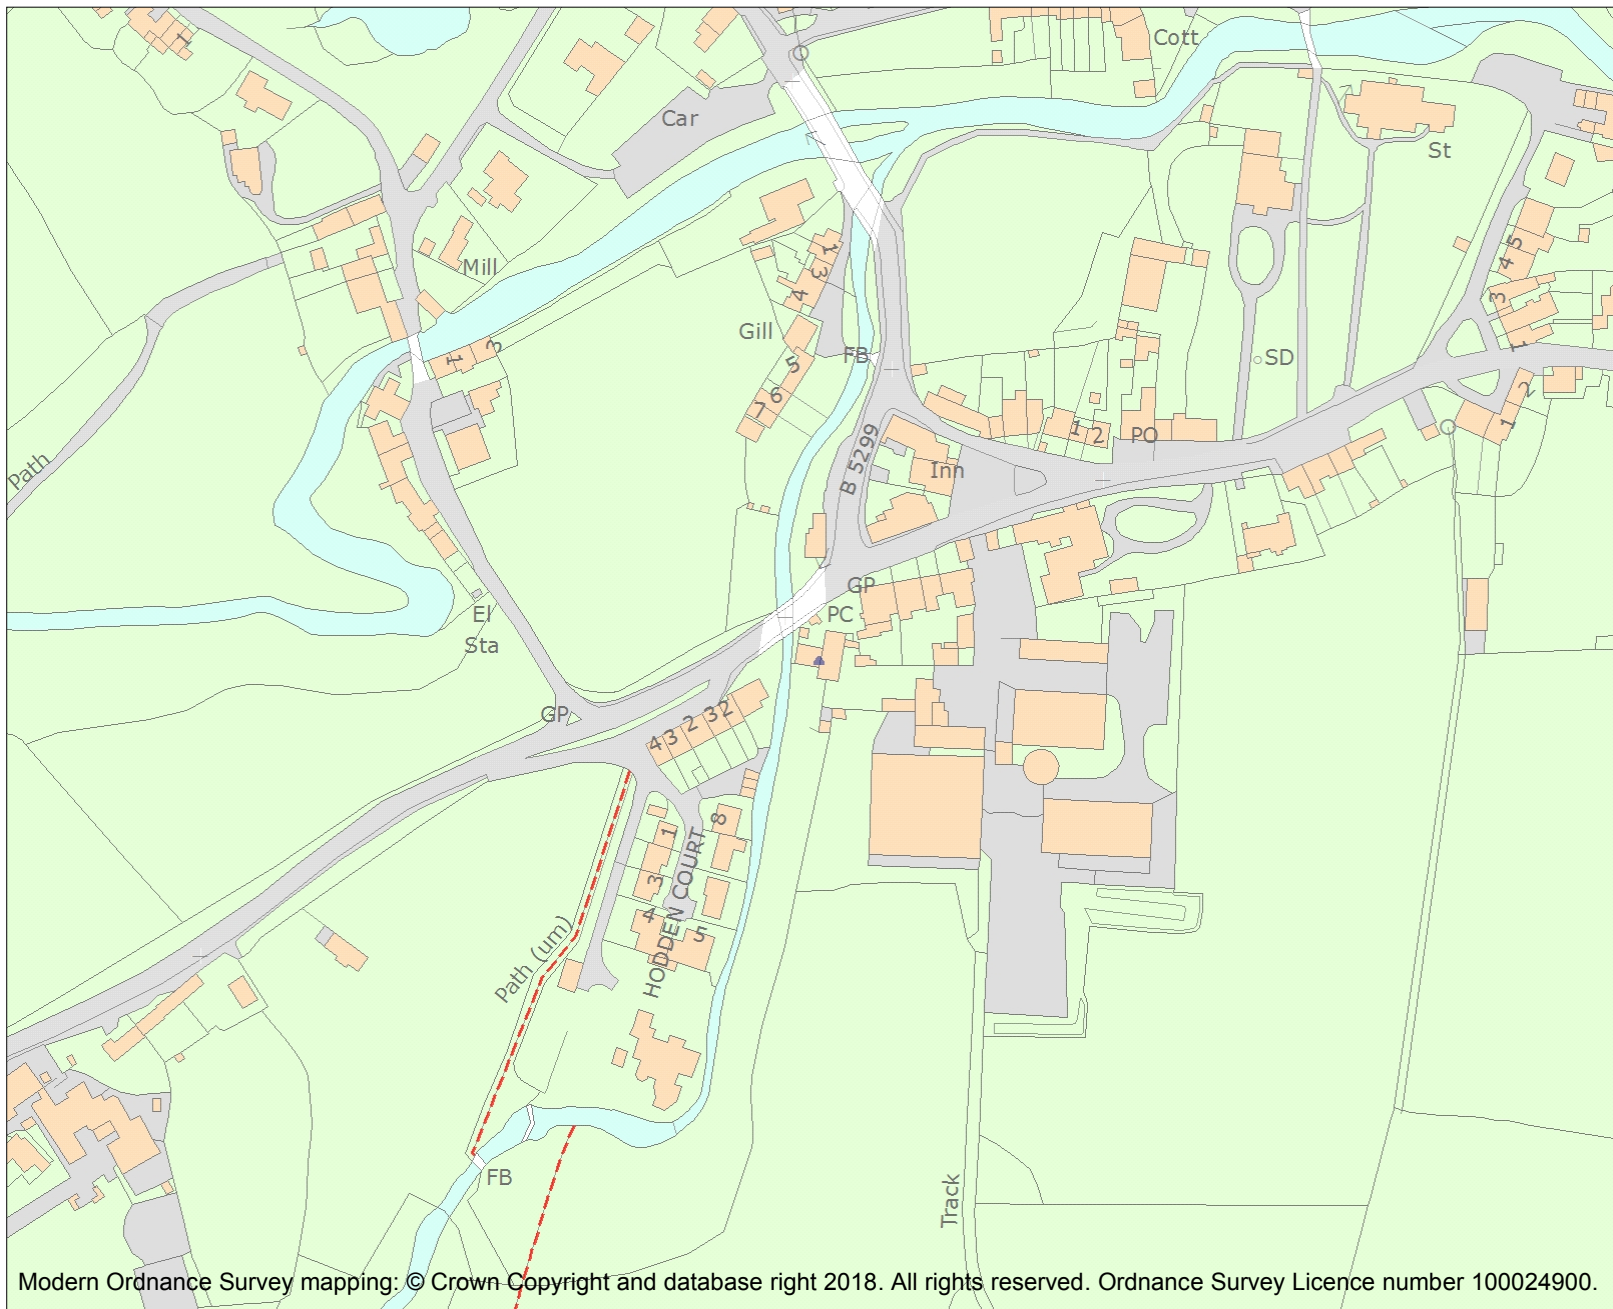 1
Cott
Car
St
Mill
1
3
4
Gill
5
4
3
1
FB
SD
1
3
5
6
7
2
1
1
2
PO
B 5299
Inn
Path
GP
PC
El
Sta
GP
4 3 2 3 2
8
1
3
4
5
HODDEN COURT
Path (um)
FB
Track
Modern Ordnance Survey mapping: © Crown Copyright and database right 2018. All rights reserved. Ordnance Survey Licence number 100024900.